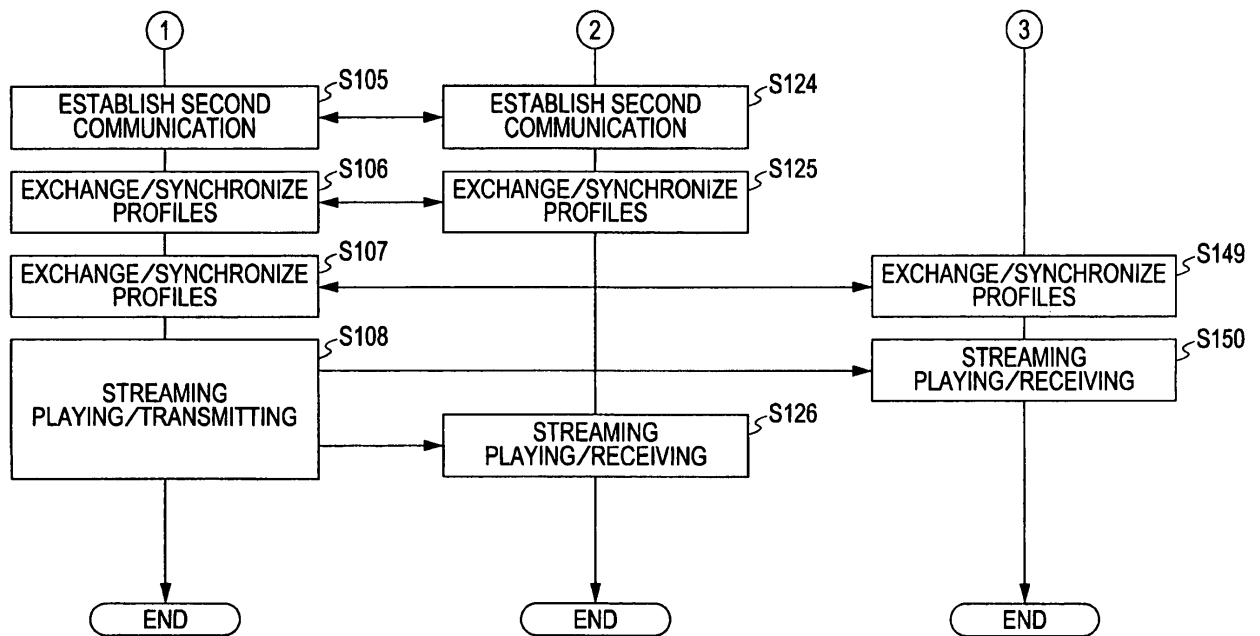 1
2
3
S105
ESTABLISH SECOND
COMMUNICATION
S124
ESTABLISH SECOND
COMMUNICATION
S106
EXCHANGE/SYNCHRONIZE
PROFILES
S125
EXCHANGE/SYNCHRONIZE
PROFILES
S107
EXCHANGE/SYNCHRONIZE
PROFILES
S149
EXCHANGE/SYNCHRONIZE
PROFILES
S108
STREAMING
PLAYING/TRANSMITTING
S150
STREAMING
PLAYING/RECEIVING
S126
STREAMING
PLAYING/RECEIVING
END
END
END